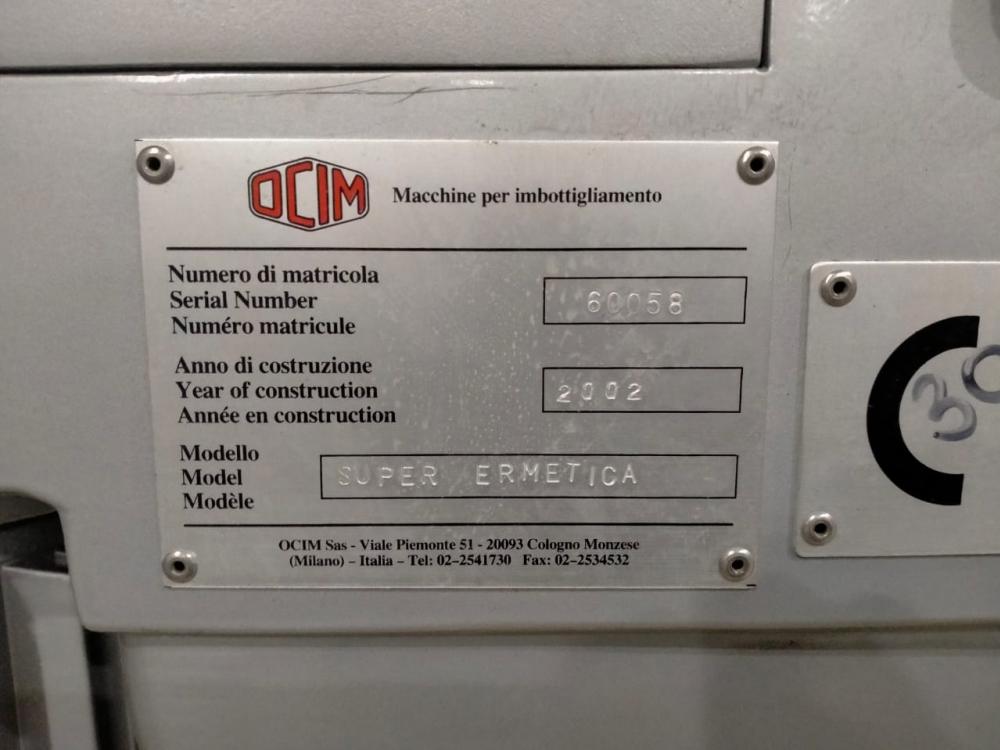 OCIM Macchine per imbottigliamento
Numero di matricola
Serial Number
Numéro matricule
60058
Anno di costruzione
Year of construction
Année en construction
2002
Modello
Model
Modèle
SUPER ERMETICA
OCIM Sas - Viale Piemonte 51 - 20093 Cologno Monzese
(Milano) – Italia – Tel: 02–2541730 Fax: 02–2534532
C